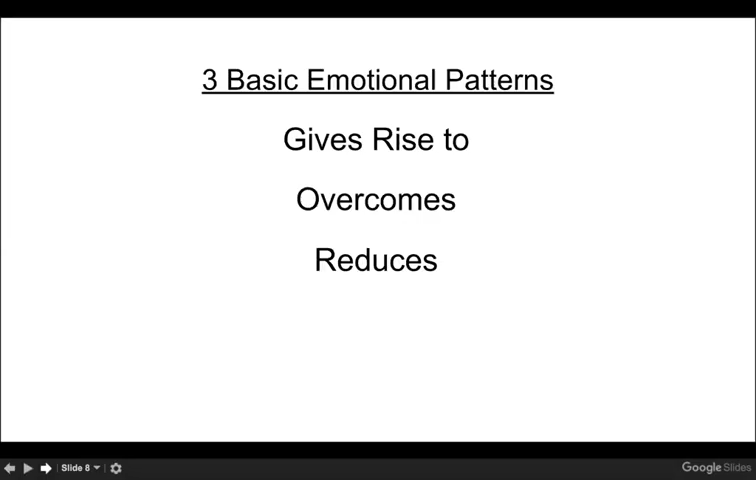 3 Basic Emotional Patterns
Gives Rise to
Overcomes
Reduces
Slide 8
Google Slides